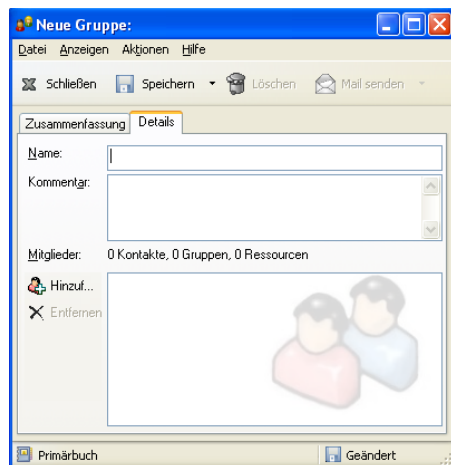 Neue Gruppe:
Datei Anzeigen Aktionen Hilfe
Schließen Speichern Löschen Mail senden
Zusammenfassung Details
Name:
Kommentar:
Mitglieder: 0 Kontakte, 0 Gruppen, 0 Ressourcen
Hinzuf...
Entfernen
Primärbuch Geändert